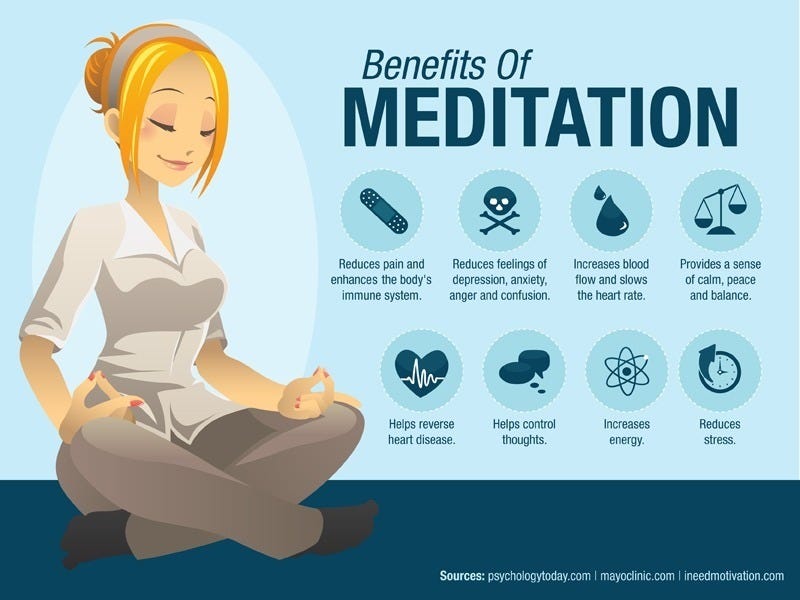 Benefits Of
MEDITATION
Reduces pain and
enhances the body's
immune system.
Reduces feelings of
depression, anxiety,
anger and confusion.
Increases blood
flow and slows
the heart rate.
Provides a sense
of calm, peace
and balance.
Helps reverse
heart disease.
Helps control
thoughts.
Increases
energy.
Reduces
stress.
Sources: psychologytoday.com | mayoclinic.com | ineedmotivation.com